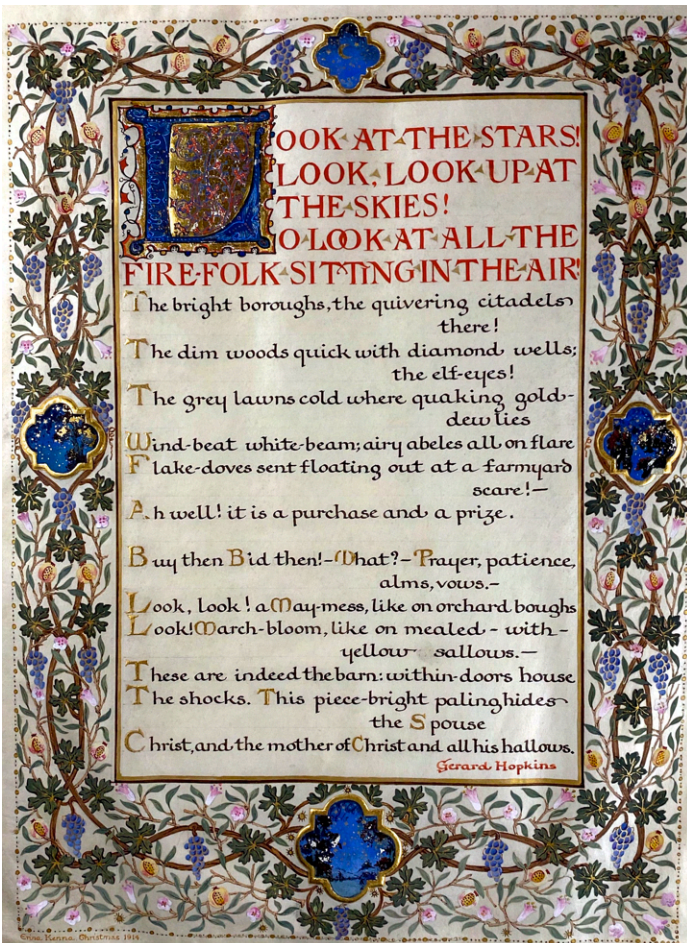 LOOK AT THE STARS!
LOOK, LOOK UP AT
THE SKIES!
O LOOK AT ALL THE
FIRE-FOLK SITTING IN THE AIR!
The bright boroughs, the quivering citadels
there!
The dim woods quick with diamond wells;
the elf-eyes!
The grey lawns cold where quaking gold-
dew lies
Wind-beat white-beam; airy abeles all on flare
Flake-doves sent floating out at a farmyard
scare!—
Ah well! it is a purchase and a prize.
Buy then Bid then!–What?–Prayer, patience,
alms, vows.–
Look, look! a May-mess, like on orchard boughs
Look! March-bloom, like on mealed-with-
yellow sallows.—
These are indeed the barn: within-doors house
The shocks. This piece-bright paling hides
the Spouse
Christ, and the mother of Christ and all his hallows.
Gerard Hopkins
Christmas 1914